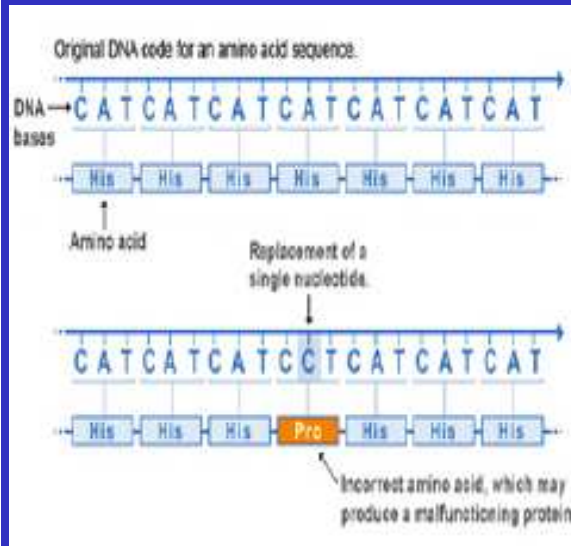 Original DNA code for an amino acid sequence.
DNA bases
C A T C A T C A T C A T C A T C A T C A T
His His His His His His His
Amino acid
Replacement of a
single nucleotide.
C A T C A T C A T C C T C A T C A T C A T
His His His Pro His His His
Incorrect amino acid, which may
produce a malfunctioning protein